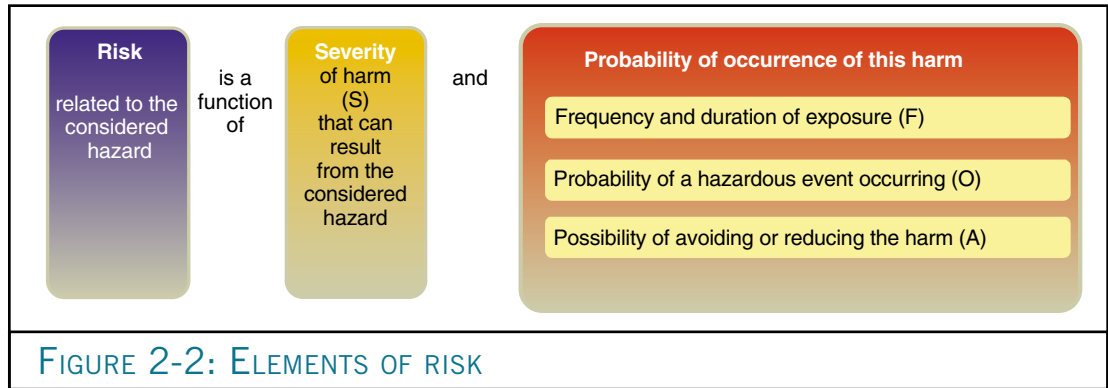 Risk
related to the
considered
hazard
is a
function
of
Severity
of harm
(S)
that can
result
from the
considered
hazard
and
Probability of occurrence of this harm
Frequency and duration of exposure (F)
Probability of a hazardous event occurring (O)
Possibility of avoiding or reducing the harm (A)
FIGURE 2-2: ELEMENTS OF RISK